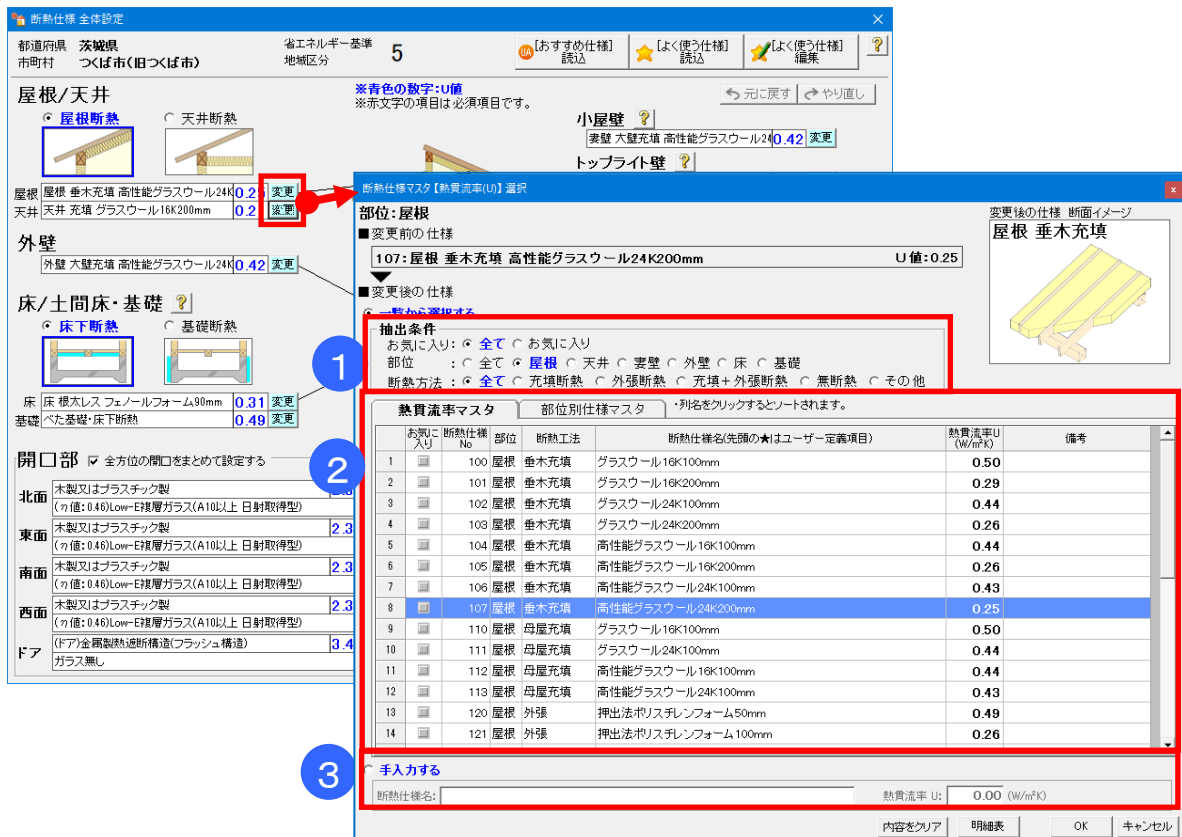 断熱仕様 全体設定
都道府県 茨城県
市町村 つくば市(旧つくば市)
省エネルギー基準
地域区分 5
UA [おすすめ仕様] 読込
[よく使う仕様] 読込
[よく使う仕様] 編集
?
屋根/天井
※青色の数字:U値
※赤文字の項目は必須項目です。
元に戻す やり直し
屋根断熱 天井断熱
小屋壁 ?
妻壁 大壁充填 高性能グラスウール24 0.42 変更
トップライト壁 ?
屋根 屋根 垂木充填 高性能グラスウール24K 0.25 変更
天井 天井 充填 グラスウール16K200mm 0.2 変更
外壁
外壁 大壁充填 高性能グラスウール24K 0.42 変更
床/土間床・基礎 ?
床下断熱 基礎断熱
床 床 根太レス フェノールフォーム90mm 0.31 変更
基礎 べた基礎・床下断熱 0.49 変更
開口部 全方位の開口をまとめて設定する
北面 木製又はプラスチック製
(η値:0.46)Low-E複層ガラス(A10以上 日射取得型)
東面 木製又はプラスチック製 2.3
(η値:0.46)Low-E複層ガラス(A10以上 日射取得型)
南面 木製又はプラスチック製 2.3
(η値:0.46)Low-E複層ガラス(A10以上 日射取得型)
西面 木製又はプラスチック製 2.3
(η値:0.46)Low-E複層ガラス(A10以上 日射取得型)
ドア (ドア)金属製熱遮断構造(フラッシュ構造) 3.4
ガラス無し
断熱仕様マスタ【熱貫流率(U)】選択
x
部位:屋根
■変更前の仕様
107:屋根 垂木充填 高性能グラスウール24K200mm U値:0.25
■変更後の仕様
一覧から選択する
変更後の仕様 断面イメージ
屋根 垂木充填
1
抽出条件
お気に入り: 全て お気に入り
部位 : 全て 屋根 天井 妻壁 外壁 床 基礎
断熱方法 : 全て 充填断熱 外張断熱 充填+外張断熱 無断熱 その他
2
熱貫流率マスタ 部位別仕様マスタ ・列名をクリックするとソートされます。
お気に入り 断熱仕様No 部位 断熱工法 断熱仕様名(先頭の★はユーザー定義項目) 熱貫流率U (W/m²K) 備考
1 100 屋根 垂木充填 グラスウール16K100mm 0.50
2 101 屋根 垂木充填 グラスウール16K200mm 0.29
3 102 屋根 垂木充填 グラスウール24K100mm 0.44
4 103 屋根 垂木充填 グラスウール24K200mm 0.26
5 104 屋根 垂木充填 高性能グラスウール16K100mm 0.44
6 105 屋根 垂木充填 高性能グラスウール16K200mm 0.26
7 106 屋根 垂木充填 高性能グラスウール24K100mm 0.43
8 107 屋根 垂木充填 高性能グラスウール24K200mm 0.25
9 110 屋根 母屋充填 グラスウール16K100mm 0.50
10 111 屋根 母屋充填 グラスウール24K100mm 0.44
11 112 屋根 母屋充填 高性能グラスウール16K100mm 0.44
12 113 屋根 母屋充填 高性能グラスウール24K100mm 0.43
13 120 屋根 外張 押出法ポリスチレンフォーム50mm 0.49
14 121 屋根 外張 押出法ポリスチレンフォーム100mm 0.26
3
手入力する
断熱仕様名: 熱貫流率 U: 0.00 (W/m²K)
内容をクリア 明細表 OK キャンセル